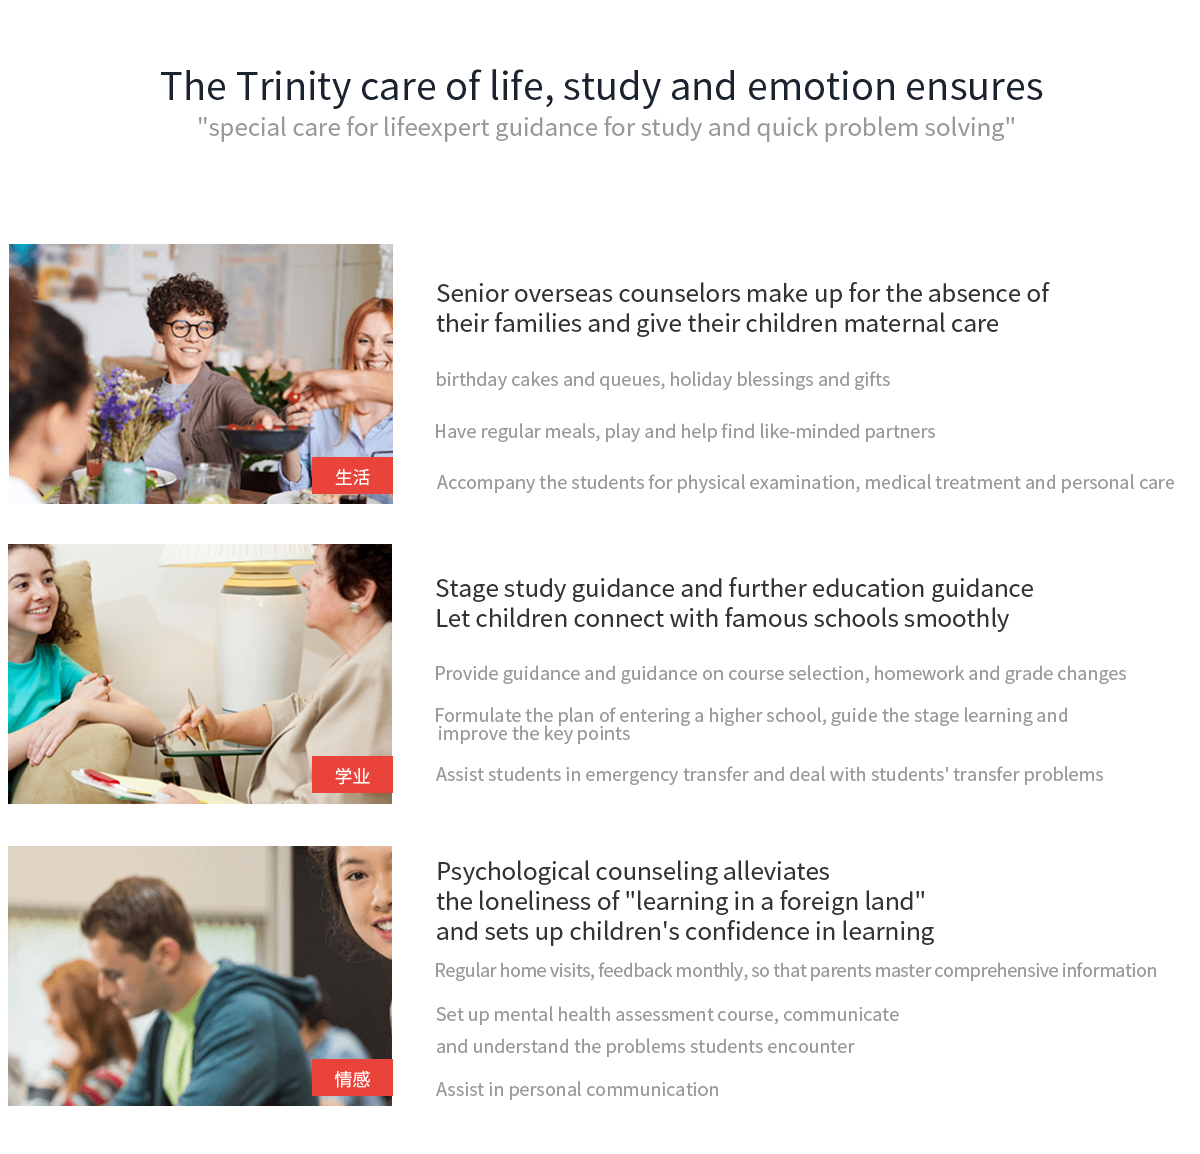 The Trinity care of life, study and emotion ensures
"special care for lifeexpert guidance for study and quick problem solving"
Senior overseas counselors make up for the absence of
their families and give their children maternal care
birthday cakes and queues, holiday blessings and gifts
Have regular meals, play and help find like-minded partners
生活
Accompany the students for physical examination, medical treatment and personal care
Stage study guidance and further education guidance
Let children connect with famous schools smoothly
Provide guidance and guidance on course selection, homework and grade changes
Formulate the plan of entering a higher school, guide the stage learning and
improve the key points
学业
Assist students in emergency transfer and deal with students' transfer problems
Psychological counseling alleviates
the loneliness of "learning in a foreign land"
and sets up children's confidence in learning
Regular home visits, feedback monthly, so that parents master comprehensive information
Set up mental health assessment course, communicate
and understand the problems students encounter
情感
Assist in personal communication